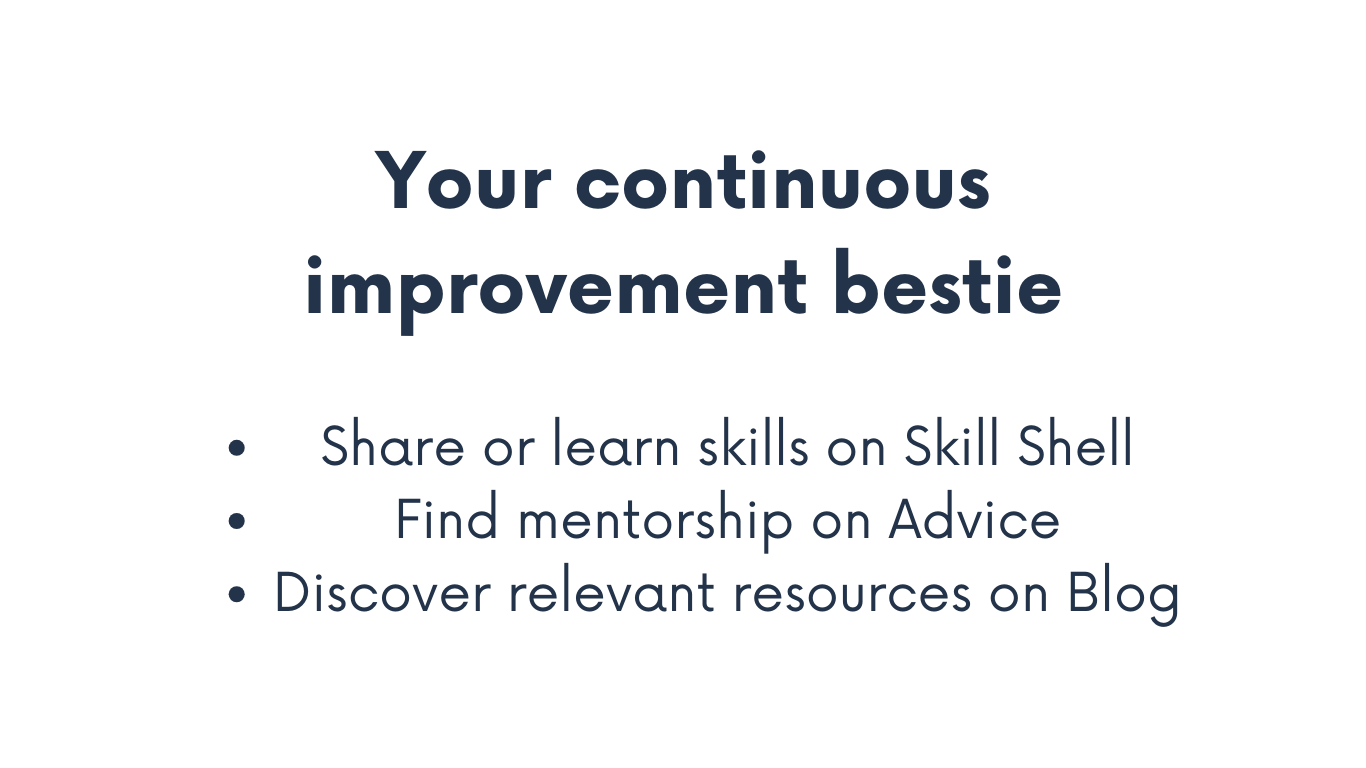 Your continuous
improvement bestie
• Share or learn skills on Skill Shell
• Find mentorship on Advice
• Discover relevant resources on Blog